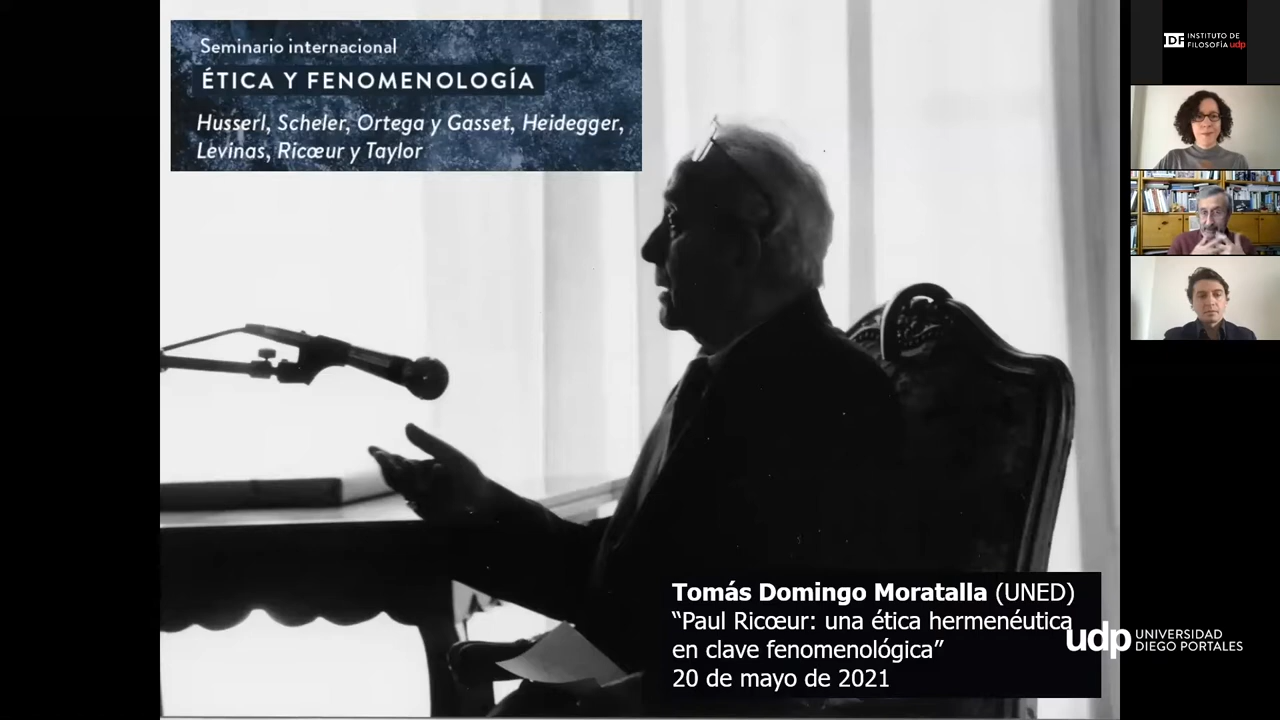 Seminario internacional
ÉTICA Y FENOMENOLOGÍA
Husserl, Scheler, Ortega y Gasset, Heidegger,
Levinas, Ricœur y Taylor
IDF INSTITUTO DE
FILOSOFÍA udp
Tomás Domingo Moratalla (UNED)
“Paul Ricœur: una ética hermenéutica
en clave fenomenológica”
20 de mayo de 2021
udp UNIVERSIDAD
DIEGO PORTALES